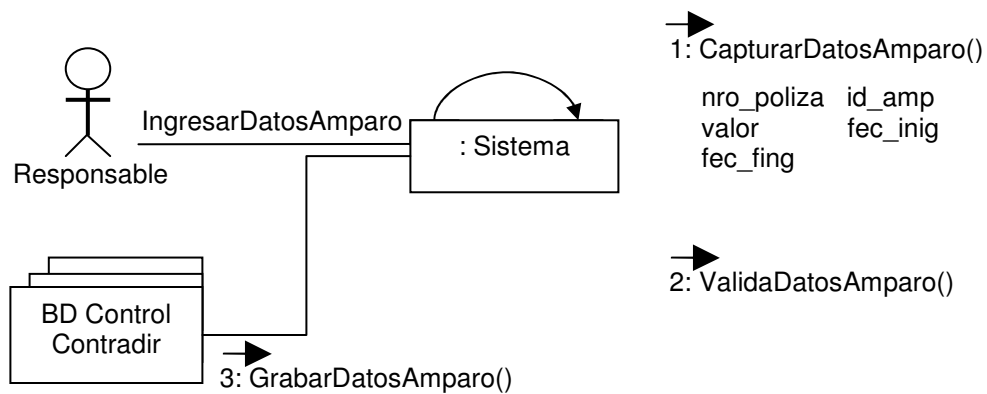 1: CapturarDatosAmparo()
nro_poliza id_amp
valor fec_inig
fec_fing
IngresarDatosAmparo
: Sistema
Responsable
2: ValidaDatosAmparo()
BD Control
Contradir
3: GrabarDatosAmparo()